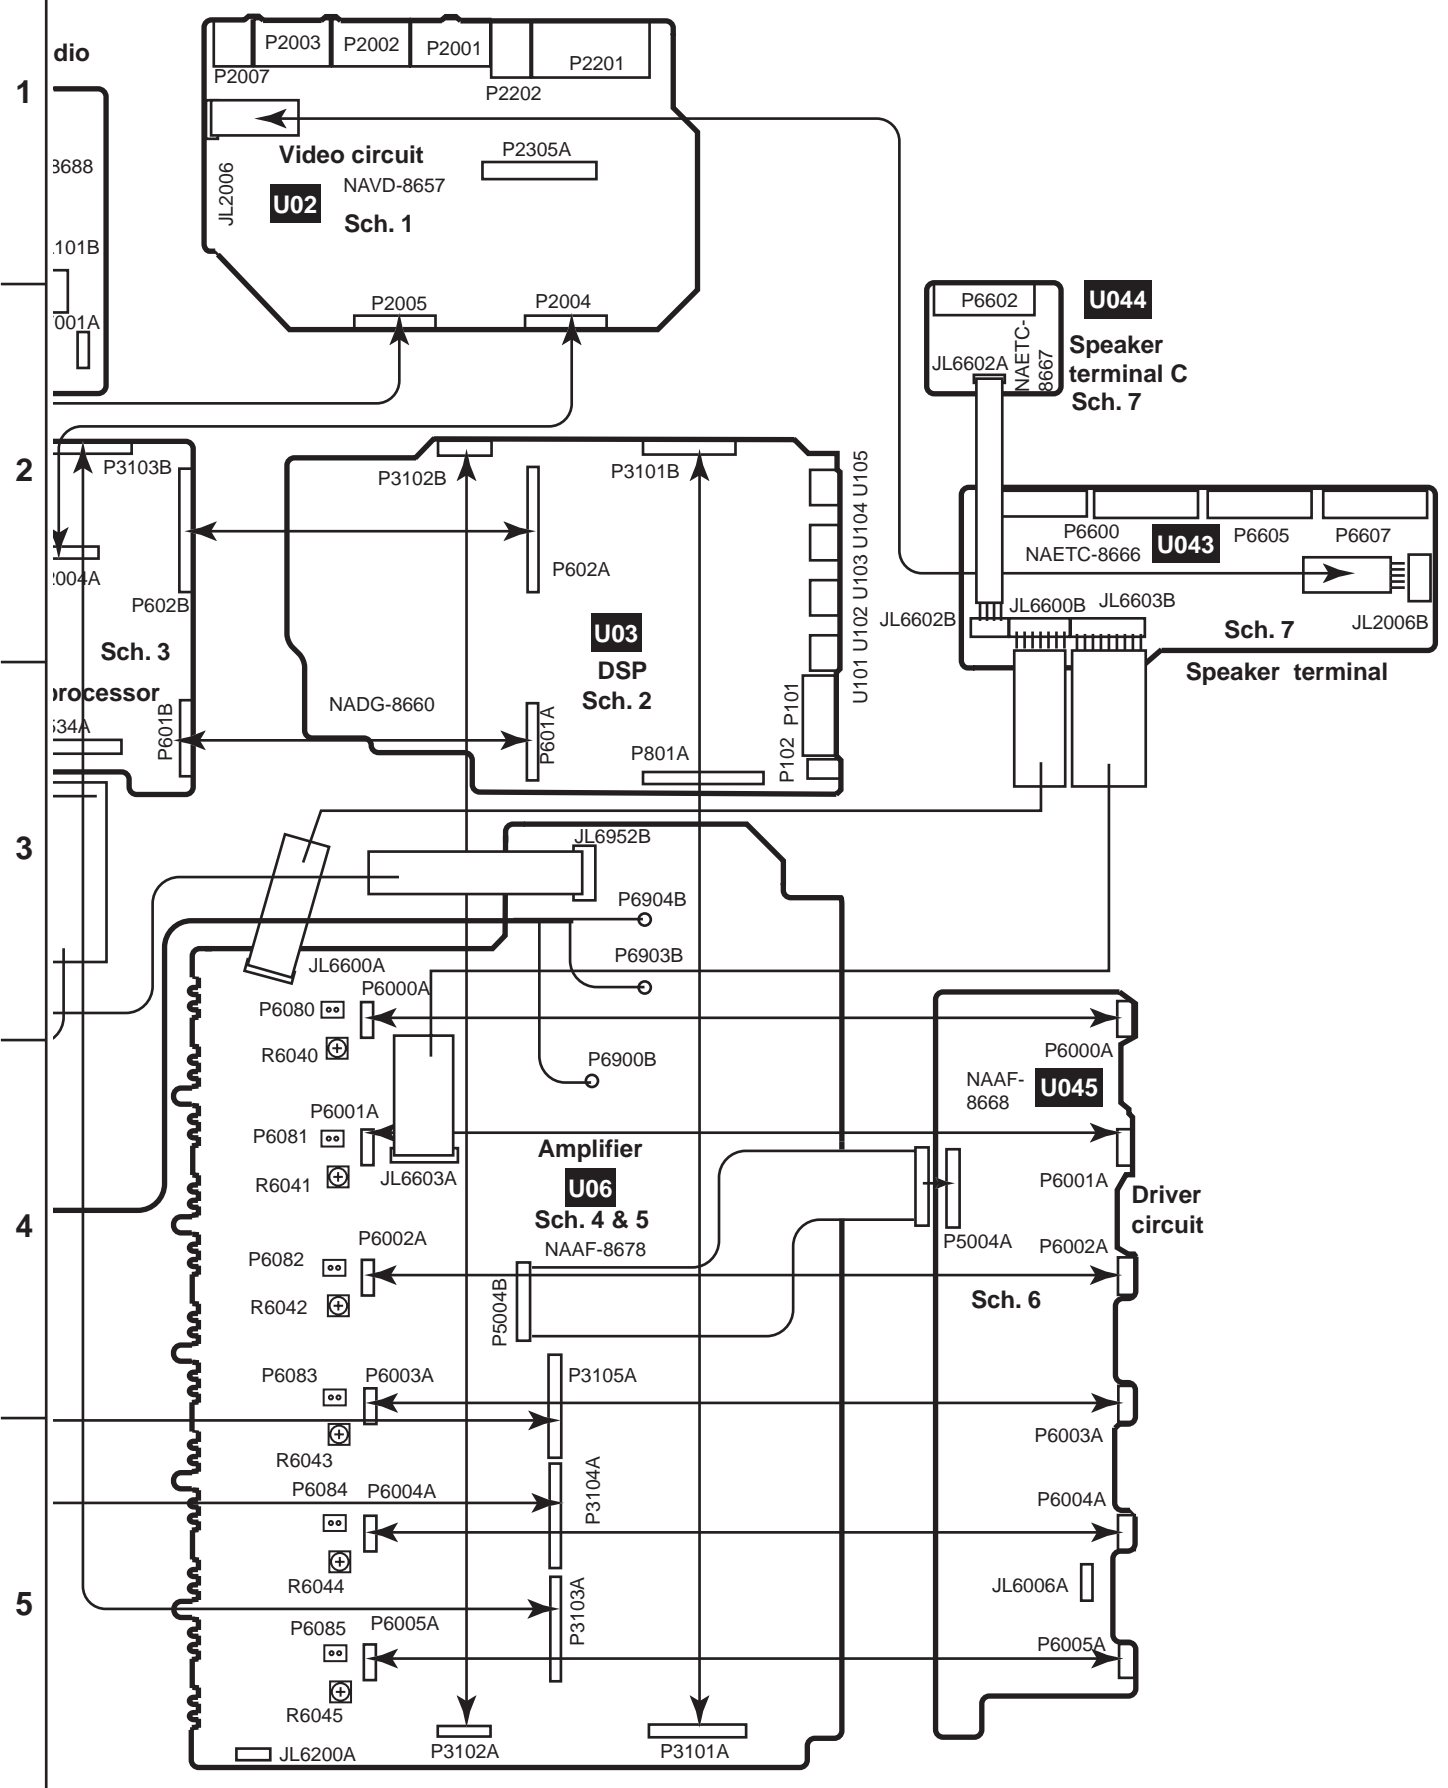 1
2
3
4
5
dio
8688
101B
001A
P2003
P2002
P2001
P2201
P2007
P2202
JL2006
Video circuit
U02
NAVD-8657
Sch. 1
P2305A
P2005
P2004
P6602
U044
JL6602A
NAETC-
8667
Speaker
terminal C
Sch. 7
P3103B
2004A
P602B
Sch. 3
processor
534A
P601B
P3102B
P3101B
P602A
U03
DSP
Sch. 2
NADG-8660
P601A
P801A
U101 U102 U103 U104 U105
P102 P101
P6600
NAETC-8666
U043
P6605
P6607
JL6602B
JL6600B
JL6603B
JL2006B
Sch. 7
Speaker terminal
JL6952B
P6904B
P6903B
P6900B
JL6600A
P6080
P6000A
R6040
P6001A
P6081
R6041
JL6603A
Amplifier
U06
Sch. 4 & 5
NAAF-8678
P6002A
P6082
R6042
P5004B
P6083
P6003A
P3105A
R6043
P6084
P6004A
P3104A
R6044
P6085
P6005A
P3103A
R6045
JL6200A
P3102A
P3101A
P6000A
NAAF-
8668
U045
P6001A
Driver
circuit
P5004A
P6002A
Sch. 6
P6003A
P6004A
JL6006A
P6005A